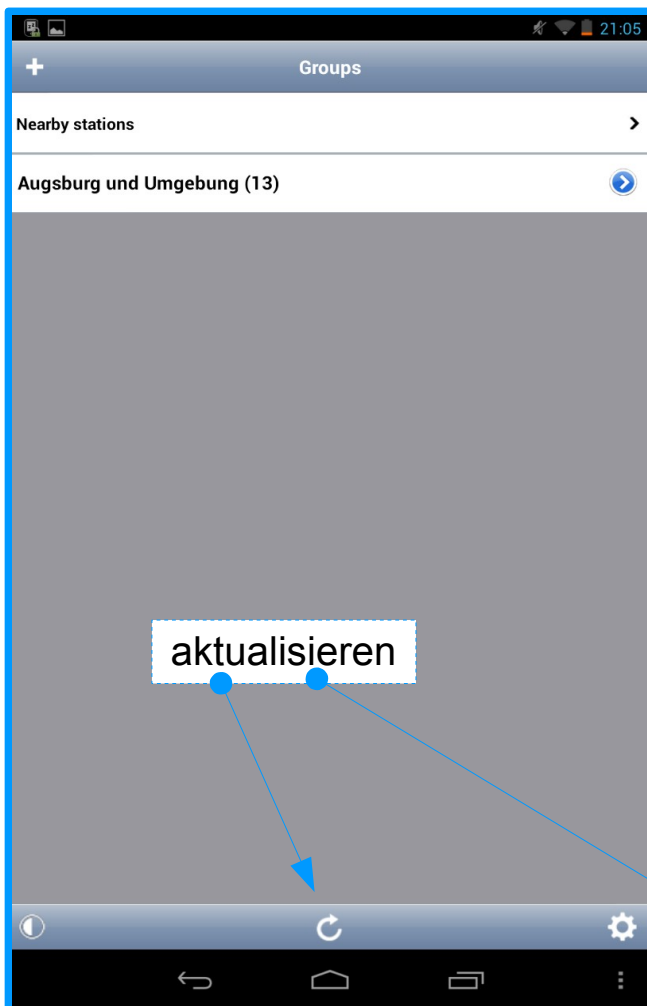 21:05
Groups
Nearby stations
Augsburg und Umgebung (13)
aktualisieren